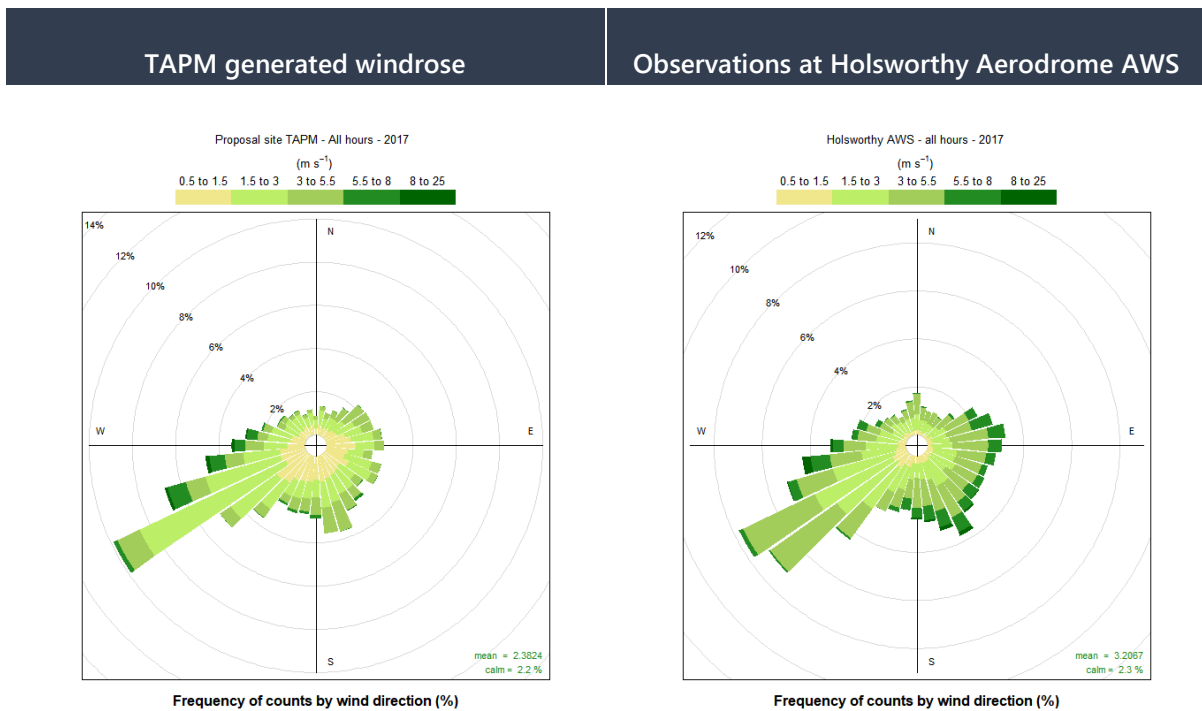 TAPM generated windrose
Observations at Holsworthy Aerodrome AWS
Proposal site TAPM - All hours - 2017
(m s⁻¹)
0.5 to 1.5 1.5 to 3 3 to 5.5 5.5 to 8 8 to 25
14%
12%
10%
8%
6%
4%
2%
N
W
E
S
mean = 2.3824
calm = 2.2 %
Frequency of counts by wind direction (%)
Holsworthy AWS - all hours - 2017
(m s⁻¹)
0.5 to 1.5 1.5 to 3 3 to 5.5 5.5 to 8 8 to 25
12%
10%
8%
6%
4%
2%
N
W
E
S
mean = 3.2067
calm = 2.3 %
Frequency of counts by wind direction (%)